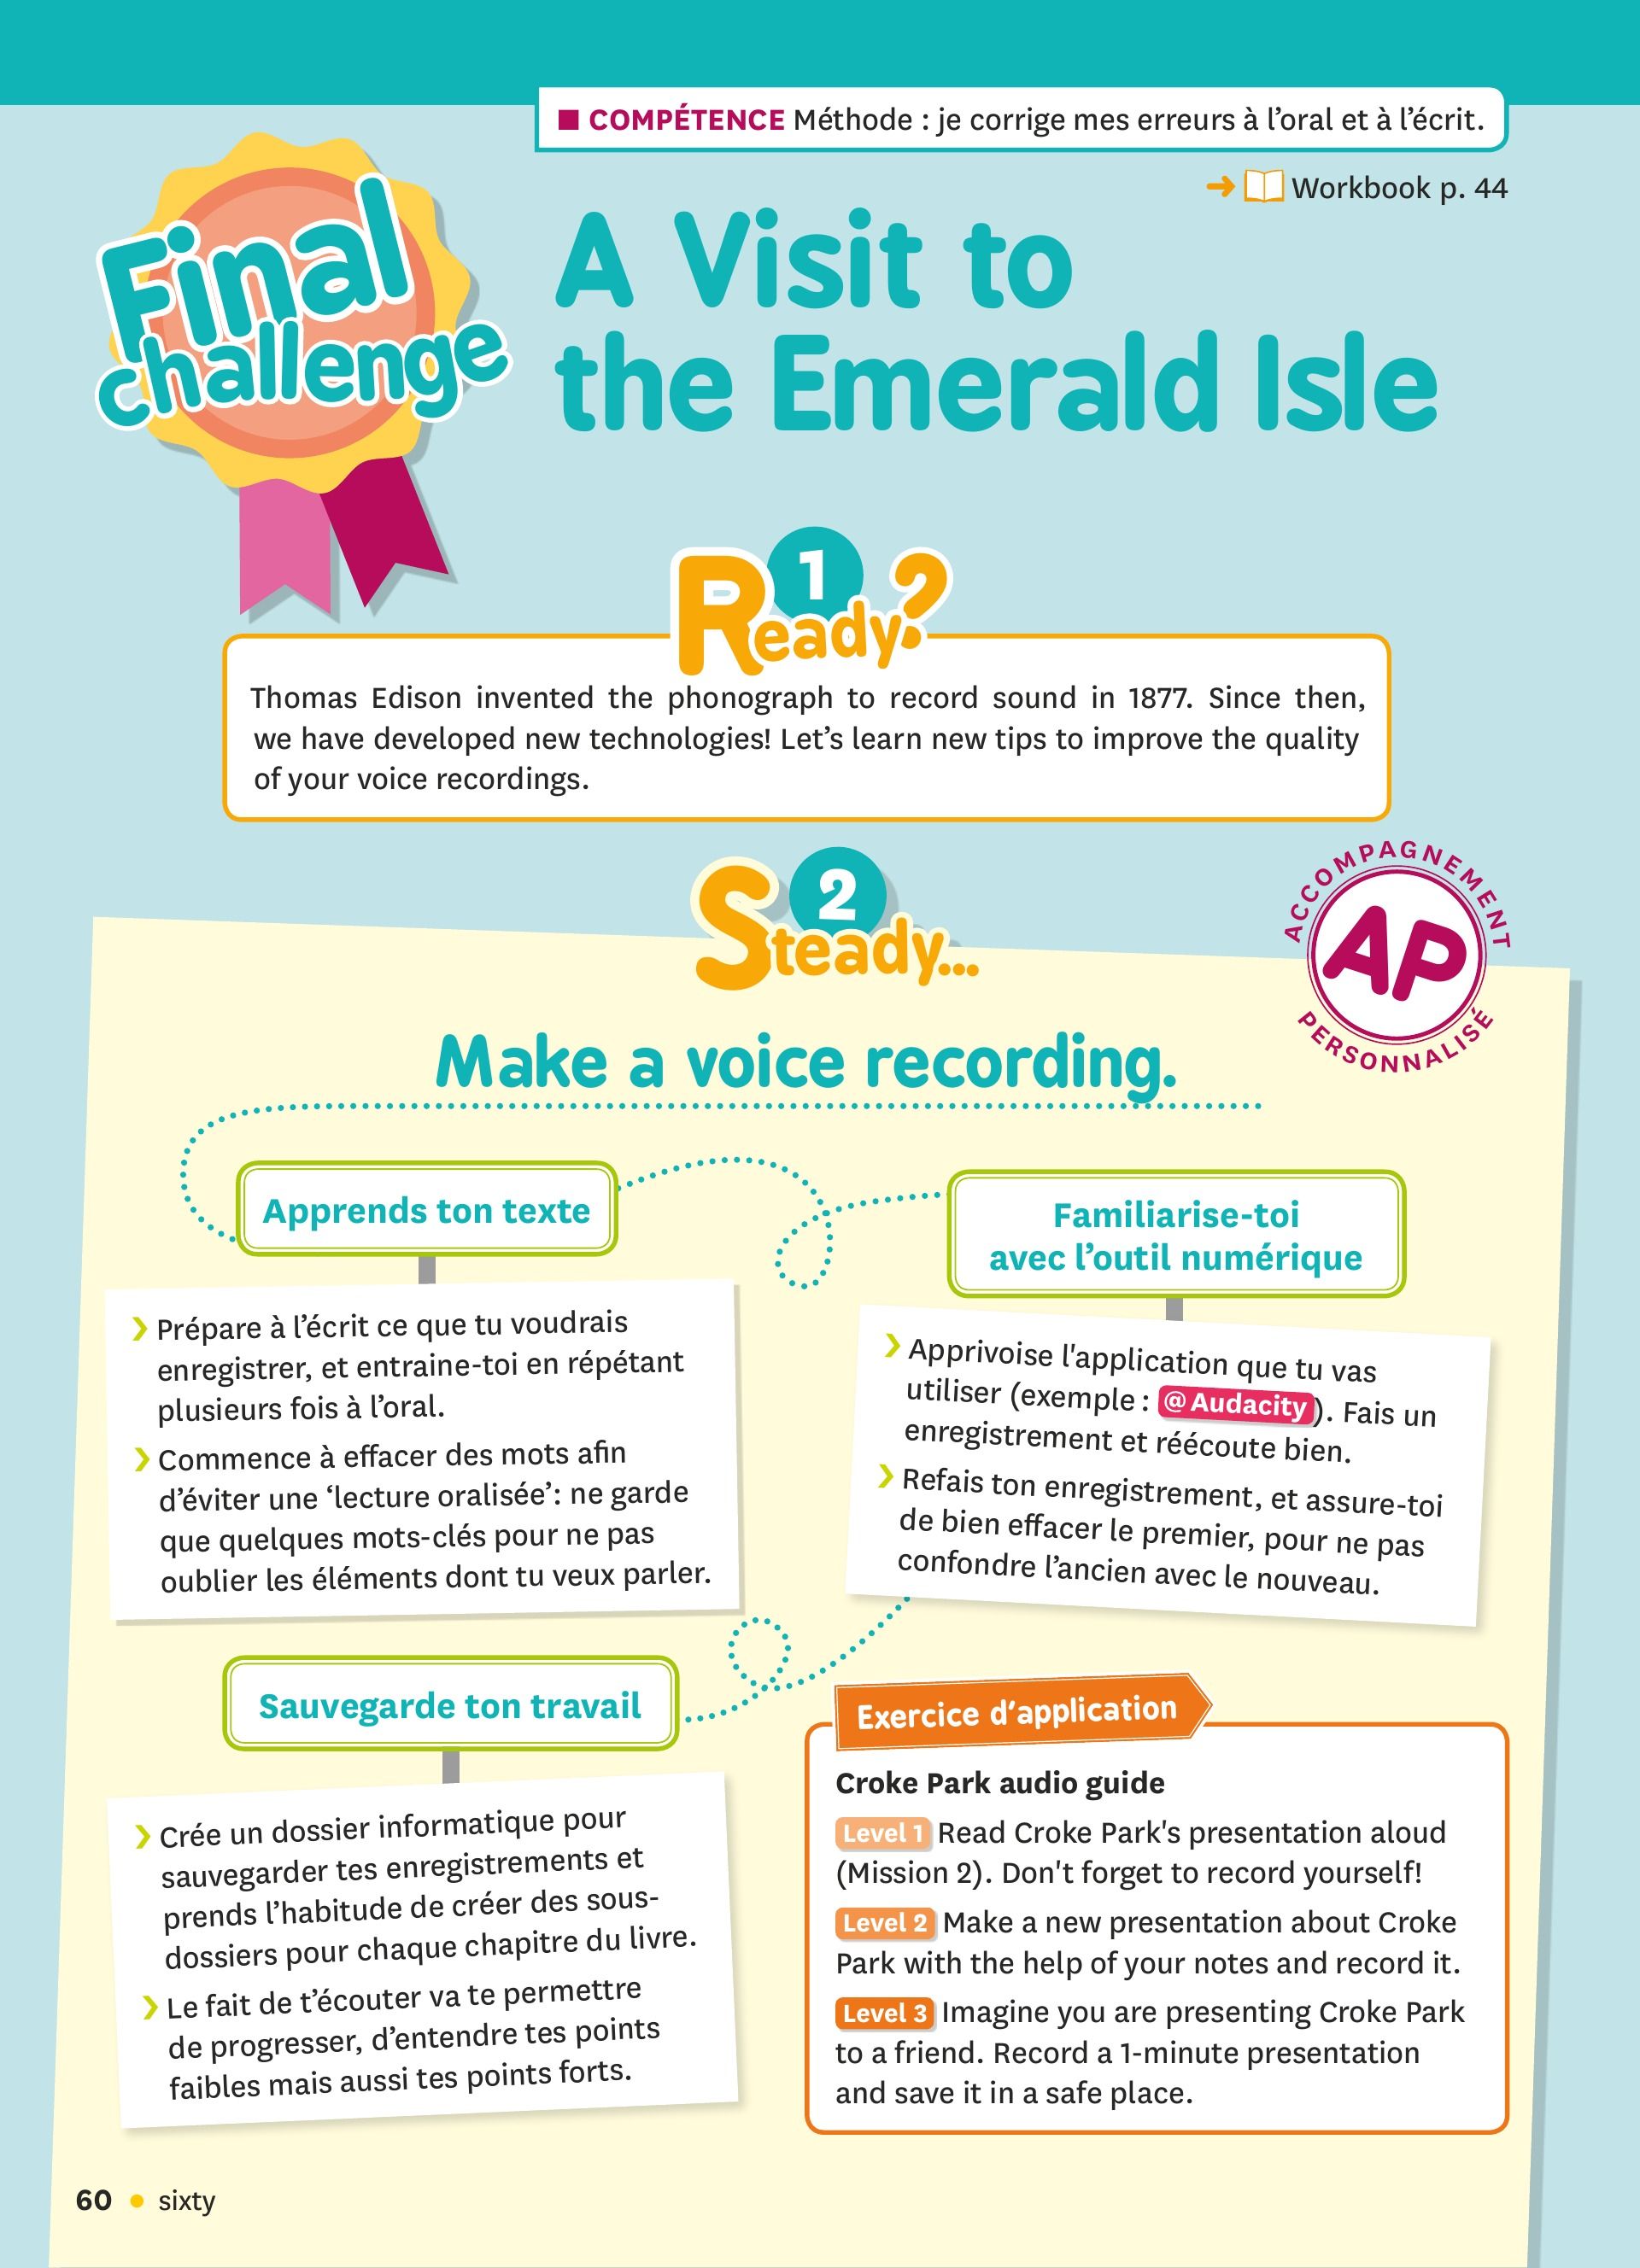 ■ COMPÉTENCE Méthode : je corrige mes erreurs à l’oral et à l’écrit.
➜ Workbook p. 44
Final
challenge
A Visit to
the Emerald Isle
1
Ready?
Thomas Edison invented the phonograph to record sound in 1877. Since then,
we have developed new technologies! Let’s learn new tips to improve the quality
of your voice recordings.
2
Steady...
ACCOMPAGNEMENT
AP
PERSONNALISÉ
Make a voice recording.
Apprends ton texte
› Prépare à l’écrit ce que tu voudrais
enregistrer, et entraine-toi en répétant
plusieurs fois à l’oral.
› Commence à effacer des mots afin
d’éviter une ‘lecture oralisée’: ne garde
que quelques mots-clés pour ne pas
oublier les éléments dont tu veux parler.
Familiarise-toi
avec l’outil numérique
› Apprivoise l'application que tu vas
utiliser (exemple : @ Audacity). Fais un
enregistrement et réécoute bien.
› Refais ton enregistrement, et assure-toi
de bien effacer le premier, pour ne pas
confondre l’ancien avec le nouveau.
Sauvegarde ton travail
› Crée un dossier informatique pour
sauvegarder tes enregistrements et
prends l’habitude de créer des sous-
dossiers pour chaque chapitre du livre.
› Le fait de t’écouter va te permettre
de progresser, d’entendre tes points
faibles mais aussi tes points forts.
Exercice d’application
Croke Park audio guide
Level 1 Read Croke Park's presentation aloud
(Mission 2). Don't forget to record yourself!
Level 2 Make a new presentation about Croke
Park with the help of your notes and record it.
Level 3 Imagine you are presenting Croke Park
to a friend. Record a 1-minute presentation
and save it in a safe place.
60 • sixty